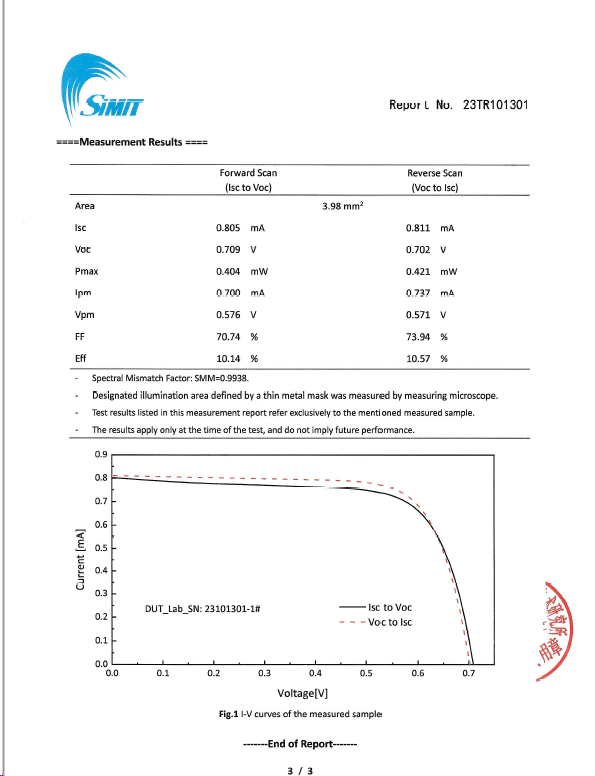 SIMIT
Report No. 23TR101301
====Measurement Results ====
Forward Scan Reverse Scan
(Isc to Voc) (Voc to Isc)
Area 3.98 mm²
Isc 0.805 mA 0.811 mA
Voc 0.709 V 0.702 V
Pmax 0.404 mW 0.421 mW
Ipm 0.700 mA 0.737 mA
Vpm 0.576 V 0.571 V
FF 70.74 % 73.94 %
Eff 10.14 % 10.57 %
- Spectral Mismatch Factor: SMM=0.9938.
- Designated illumination area defined by a thin metal mask was measured by measuring microscope.
- Test results listed in this measurement report refer exclusively to the mentioned measured sample.
- The results apply only at the time of the test, and do not imply future performance.
0.9
0.8
0.7
0.6
0.5
0.4
0.3
0.2
0.1
0.0
Current [mA]
DUT_Lab_SN: 23101301-1#
Isc to Voc
Voc to Isc
0.0 0.1 0.2 0.3 0.4 0.5 0.6 0.7
Voltage[V]
Fig.1 I-V curves of the measured sample
-------End of Report-------
3 / 3
术研究所
用章